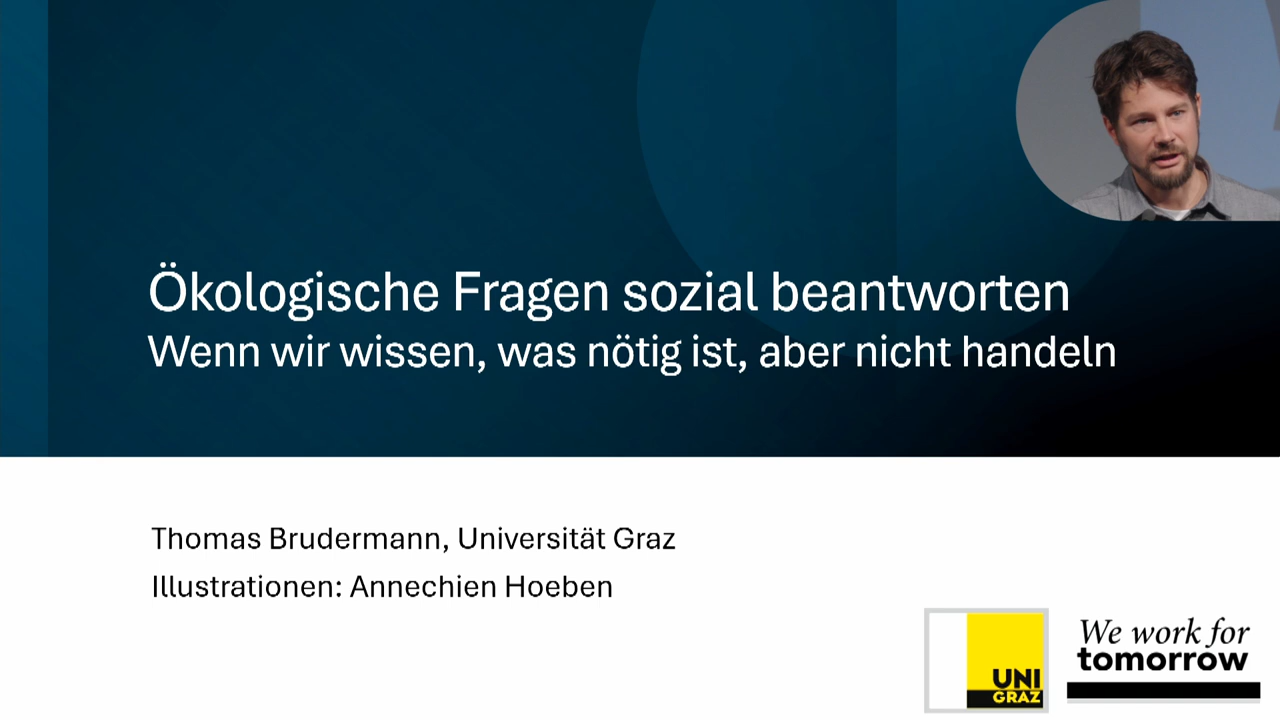 Ökologische Fragen sozial beantworten
Wenn wir wissen, was nötig ist, aber nicht handeln
Thomas Brudermann, Universität Graz
Illustrationen: Annechien Hoeben
UNI
GRAZ
We work for
tomorrow